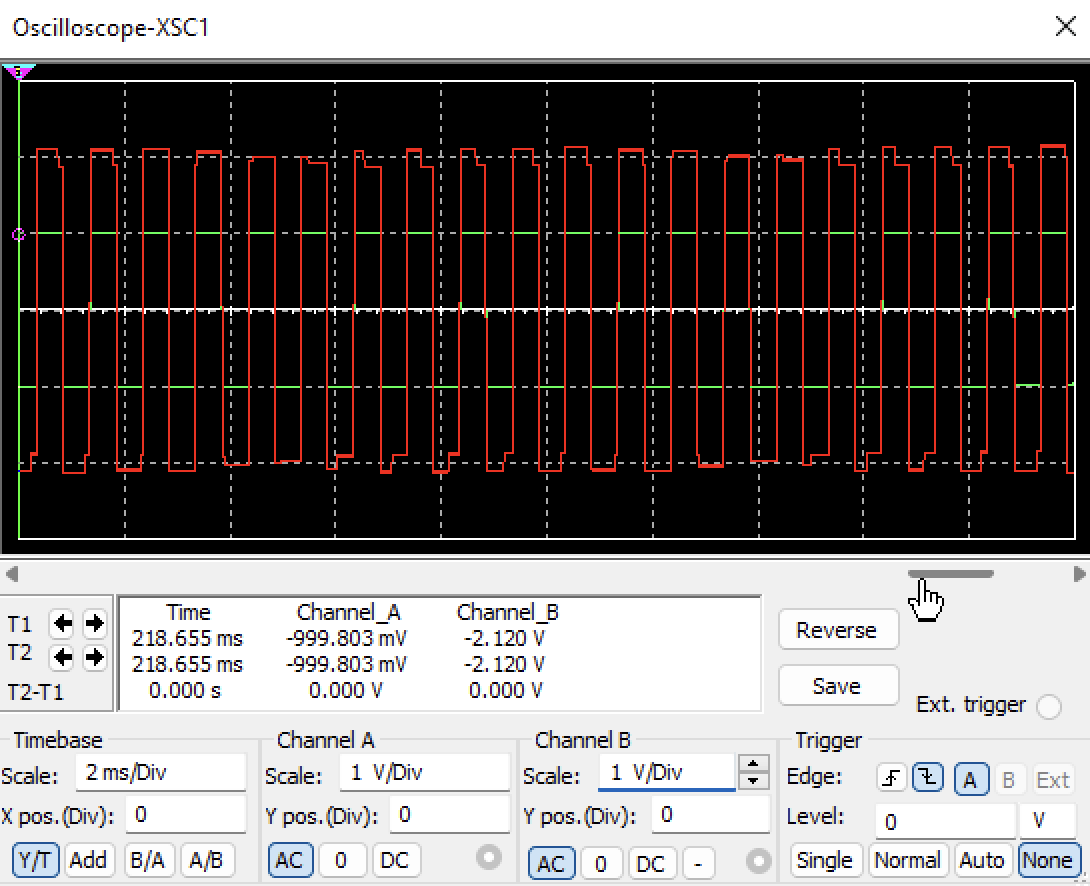 Oscilloscope-XSC1
Time Channel_A Channel_B
T1 218.655 ms -999.803 mV -2.120 V
T2 218.655 ms -999.803 mV -2.120 V
T2-T1 0.000 s 0.000 V 0.000 V
Reverse
Save
Ext. trigger
Timebase Channel A Channel B Trigger
Scale: 2 ms/Div Scale: 1 V/Div Scale: 1 V/Div Edge: A B Ext
X pos.(Div): 0 Y pos.(Div): 0 Y pos.(Div): 0 Level: 0 V
Y/T Add B/A A/B AC 0 DC AC 0 DC - Single Normal Auto None